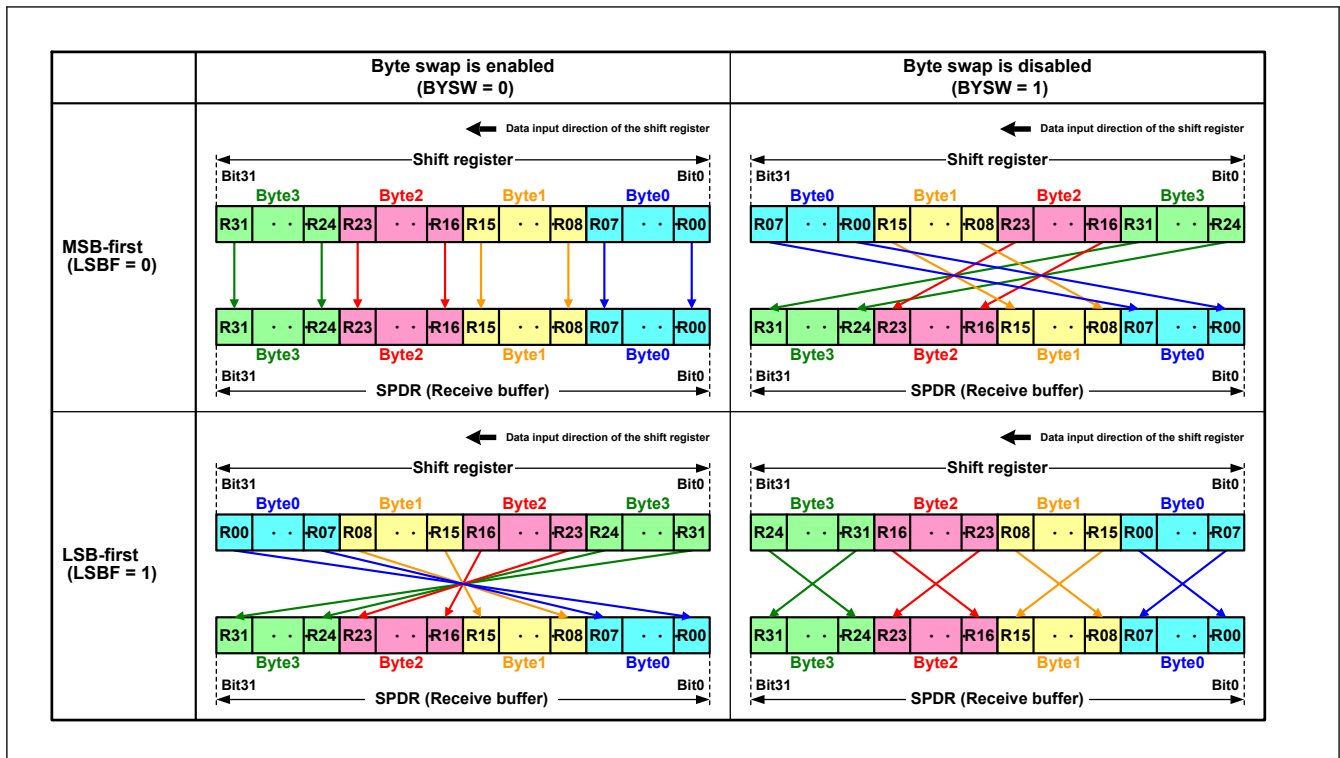 Byte swap is enabled
(BYSW = 0)
Byte swap is disabled
(BYSW = 1)
MSB-first
(LSBF = 0)
Data input direction of the shift register
Shift register
Bit31 Bit0
Byte3 Byte2 Byte1 Byte0
R31 · · R24 R23 · · R16 R15 · · R08 R07 · · R00
R31 · · R24 R23 · · R16 R15 · · R08 R07 · · R00
Byte3 Byte2 Byte1 Byte0
Bit31 Bit0
SPDR (Receive buffer)
Data input direction of the shift register
Shift register
Bit31 Bit0
Byte0 Byte1 Byte2 Byte3
R07 · · R00 R15 · · R08 R23 · · R16 R31 · · R24
R31 · · R24 R23 · · R16 R15 · · R08 R07 · · R00
Byte3 Byte2 Byte1 Byte0
Bit31 Bit0
SPDR (Receive buffer)
LSB-first
(LSBF = 1)
Data input direction of the shift register
Shift register
Bit31 Bit0
Byte0 Byte1 Byte2 Byte3
R00 · · R07 R08 · · R15 R16 · · R23 R24 · · R31
R31 · · R24 R23 · · R16 R15 · · R08 R07 · · R00
Byte3 Byte2 Byte1 Byte0
Bit31 Bit0
SPDR (Receive buffer)
Data input direction of the shift register
Shift register
Bit31 Bit0
Byte3 Byte2 Byte1 Byte0
R24 · · R31 R16 · · R23 R08 · · R15 R00 · · R07
R31 · · R24 R23 · · R16 R15 · · R08 R07 · · R00
Byte3 Byte2 Byte1 Byte0
Bit31 Bit0
SPDR (Receive buffer)